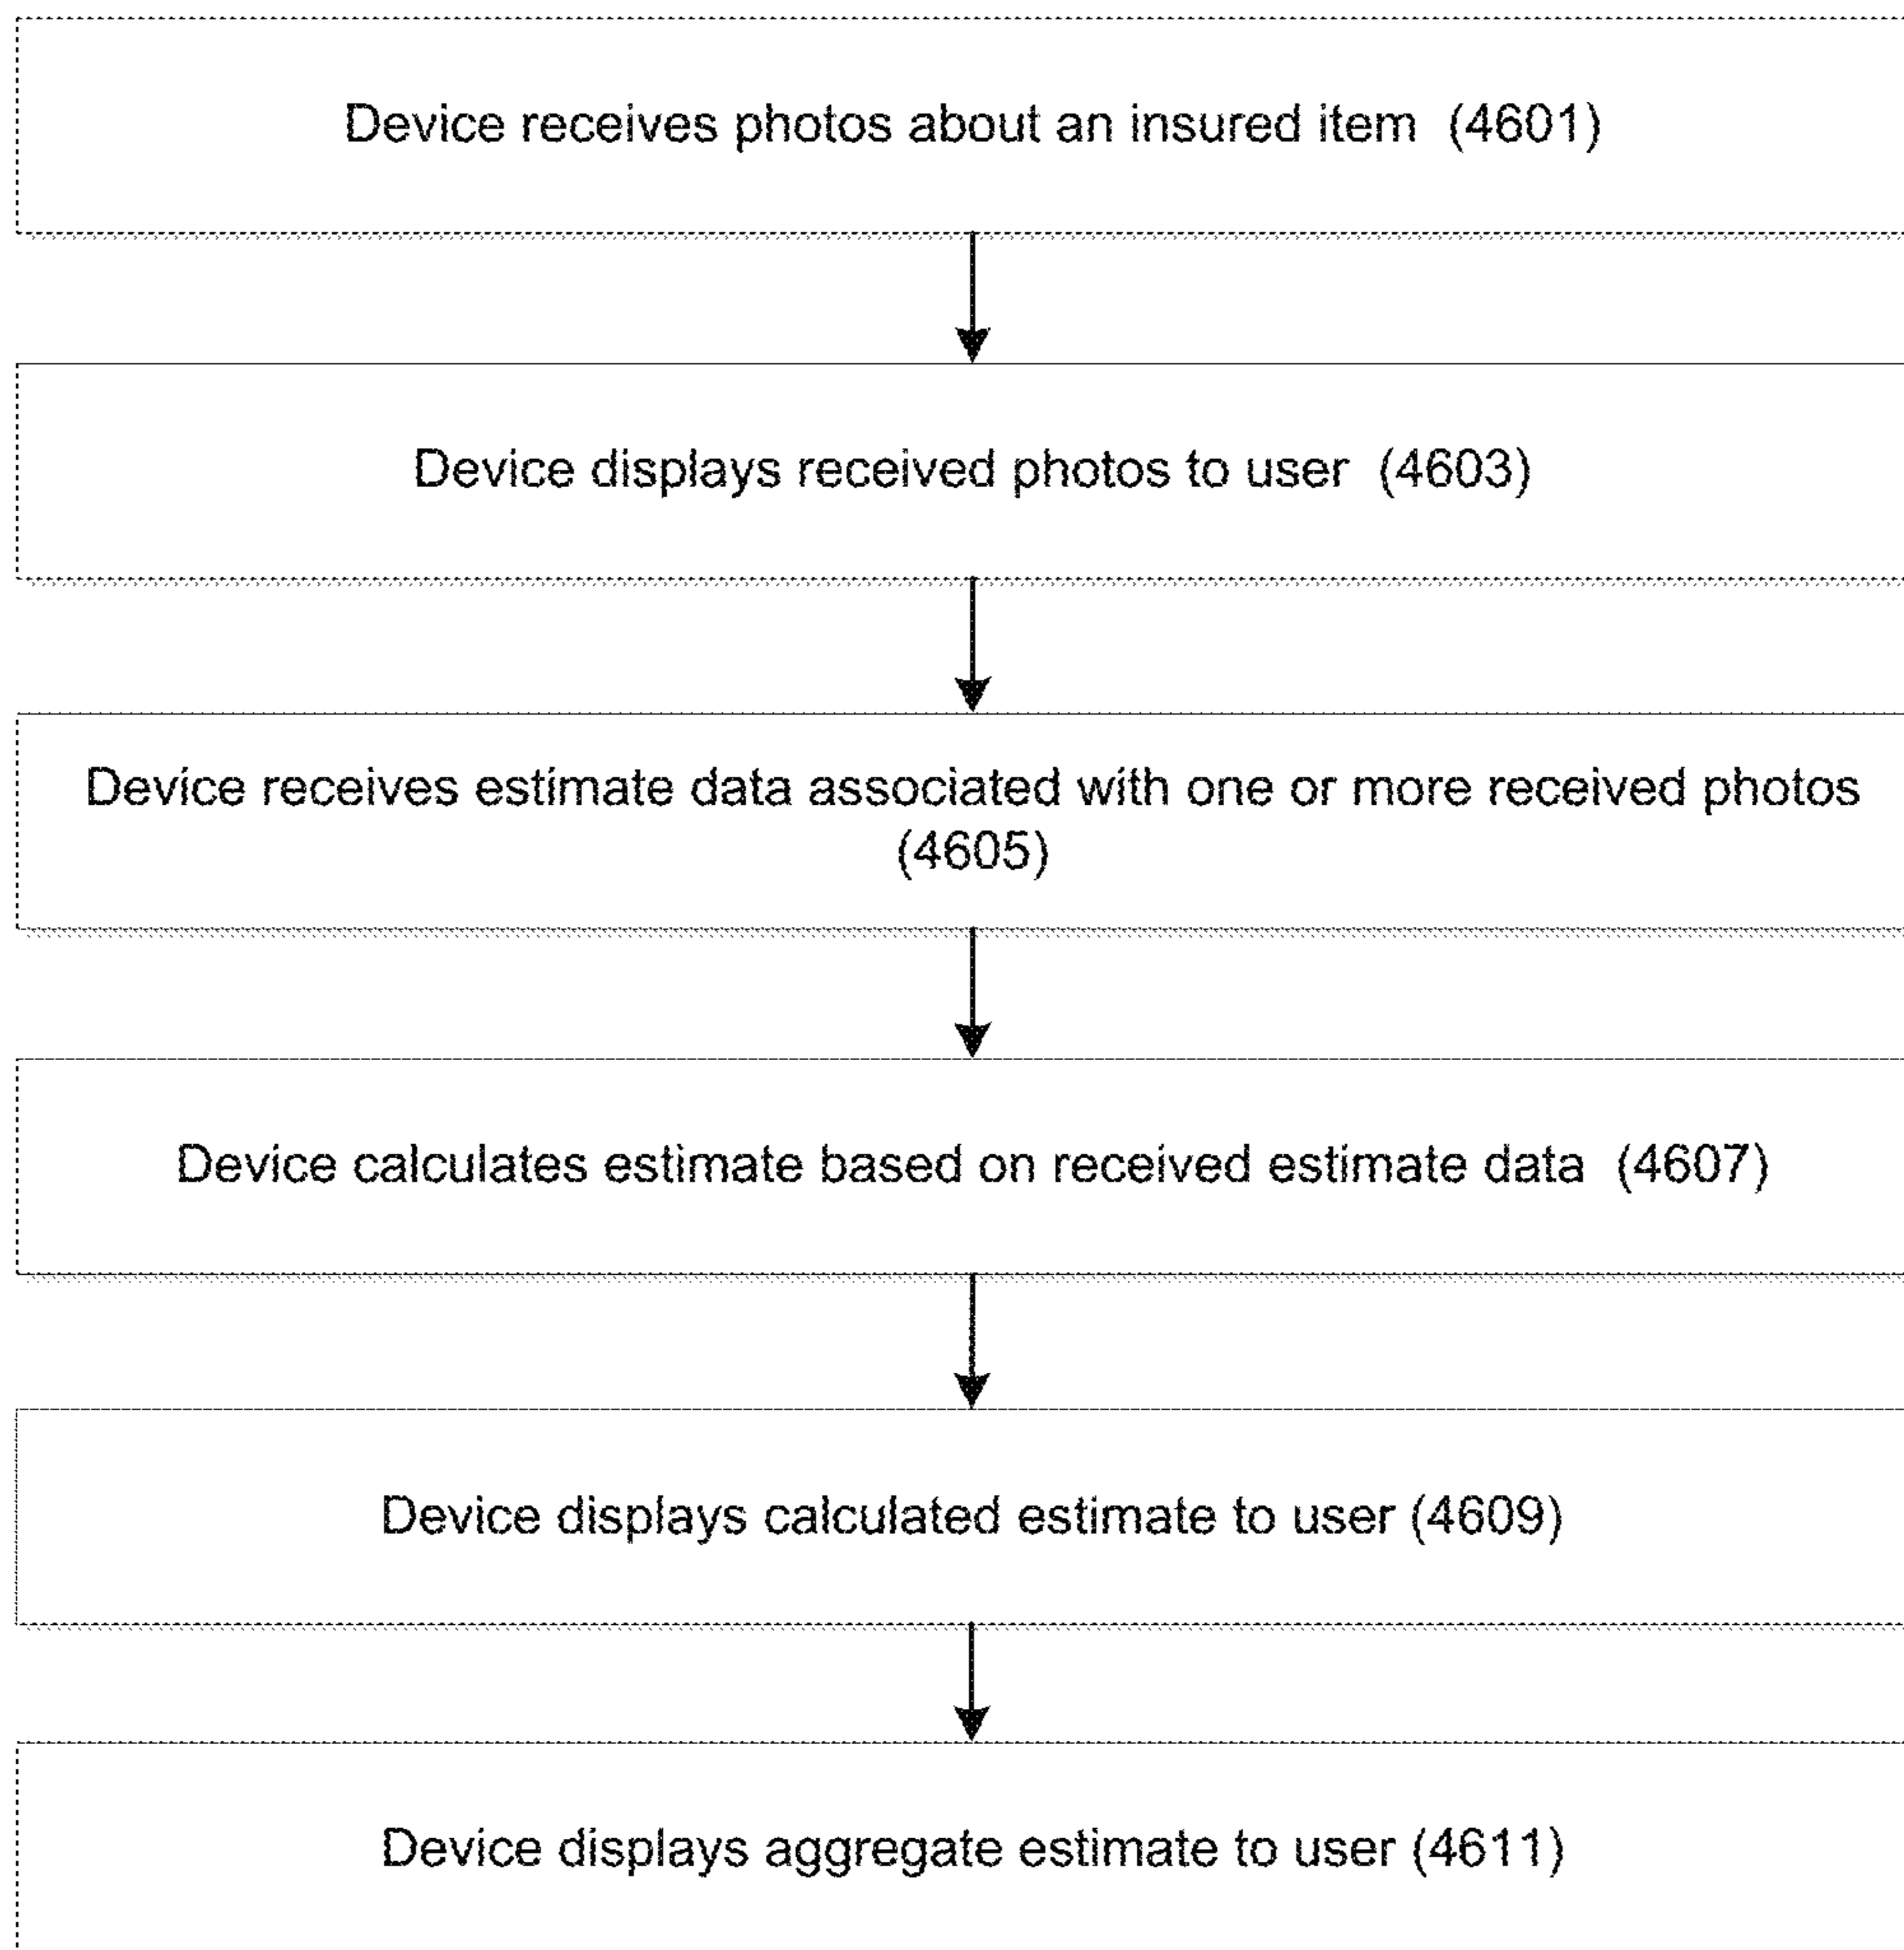 Device receives photos about an insured item (4601)
Device displays received photos to user (4603)
Device receives estimate data associated with one or more received photos
(4605)
Device calculates estimate based on received estimate data (4607)
Device displays calculated estimate to user (4609)
Device displays aggregate estimate to user (4611)